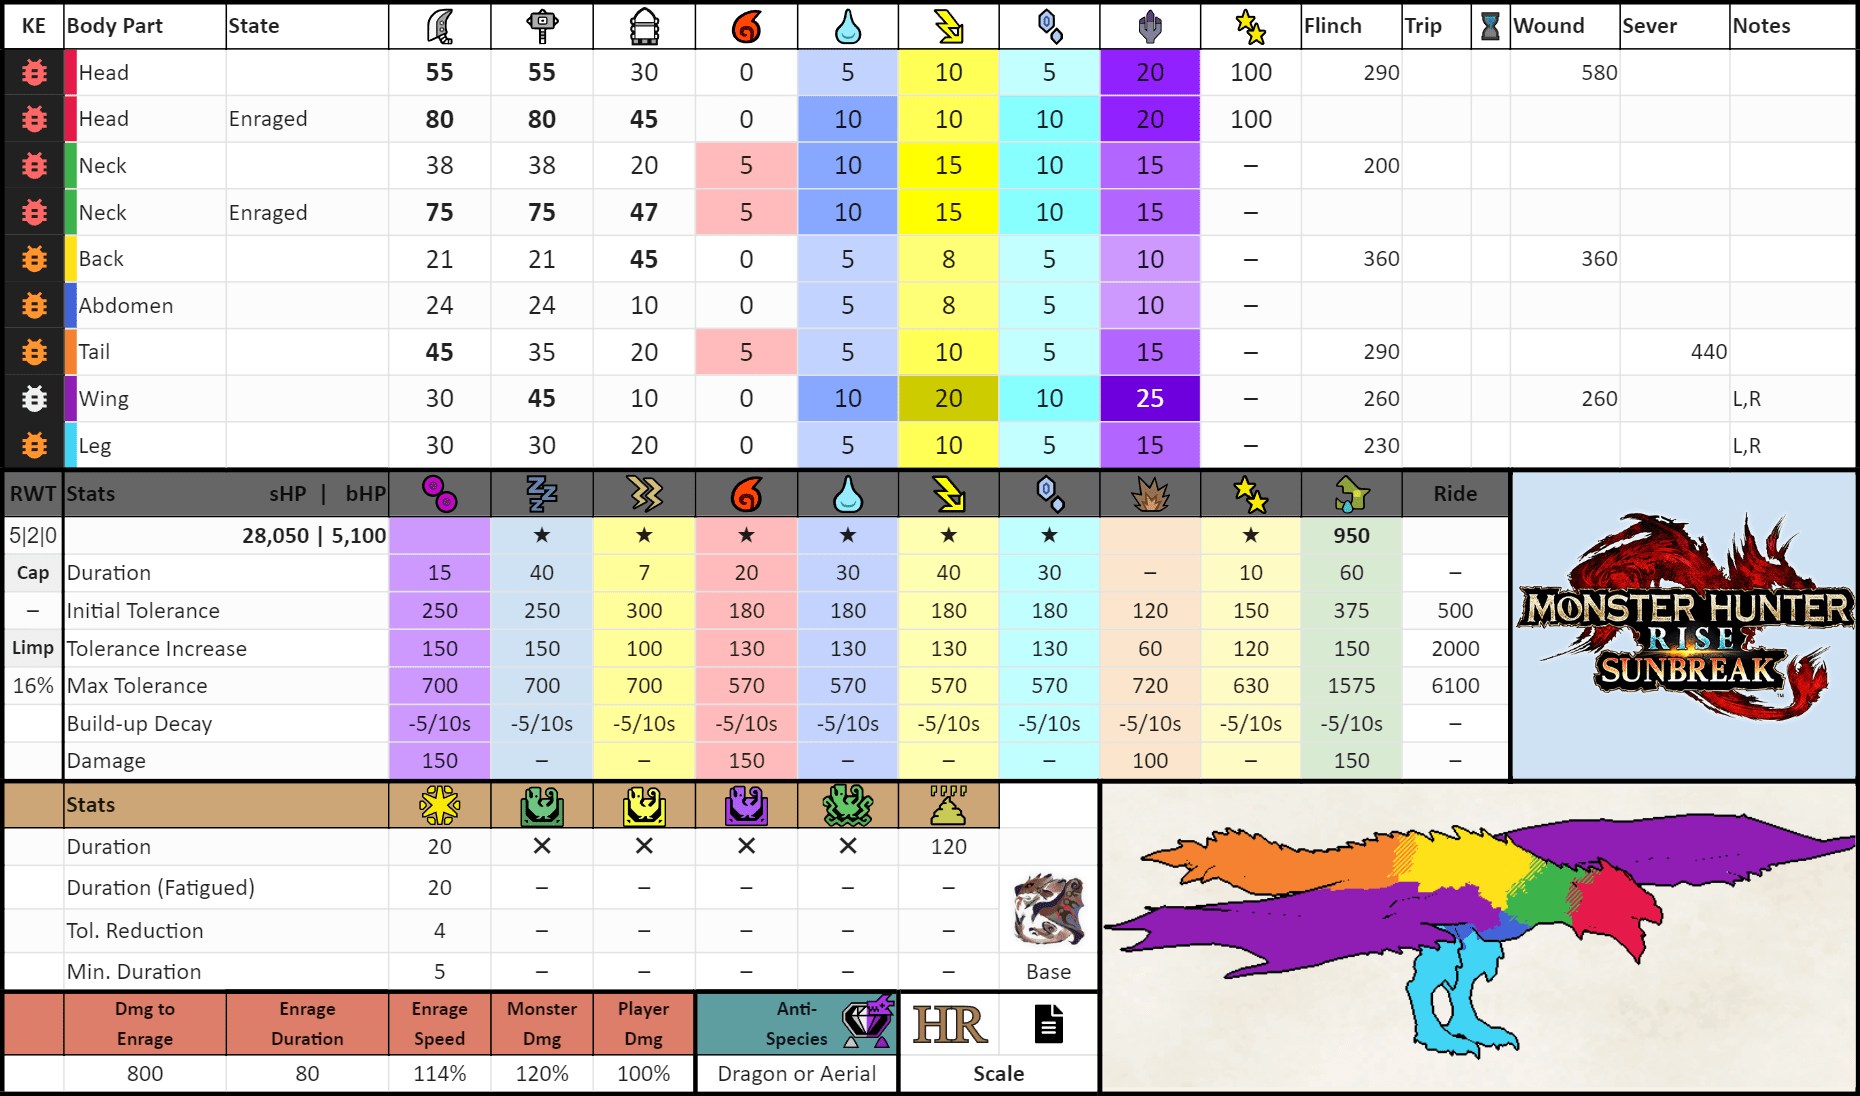 KE Body Part State Flinch Trip Wound Sever Notes
Head 55 55 30 0 5 10 5 20 100 290 580
Head Enraged 80 80 45 0 10 10 10 20 100
Neck 38 38 20 5 10 15 10 15 – 200
Neck Enraged 75 75 47 5 10 15 10 15 –
Back 21 21 45 0 5 8 5 10 – 360 360
Abdomen 24 24 10 0 5 8 5 10 –
Tail 45 35 20 5 5 10 5 15 – 290 440
Wing 30 45 10 0 10 20 10 25 – 260 260 L,R
Leg 30 30 20 0 5 10 5 15 – 230 L,R
RWT Stats sHP | bHP Ride
5|2|0 28,050 | 5,100 ★ ★ ★ ★ ★ ★ ★ 950
Cap Duration 15 40 7 20 30 40 30 – 10 60 –
– Initial Tolerance 250 250 300 180 180 180 180 120 150 375 500
Limp Tolerance Increase 150 150 100 130 130 130 130 60 120 150 2000
16% Max Tolerance 700 700 700 570 570 570 570 720 630 1575 6100
Build-up Decay -5/10s -5/10s -5/10s -5/10s -5/10s -5/10s -5/10s -5/10s -5/10s -5/10s –
Damage 150 – – 150 – – – 100 – 150 –
MONSTER HUNTER
RISE
SUNBREAK
™
Stats
Duration 20 ✕ ✕ ✕ ✕ 120
Duration (Fatigued) 20 – – – – –
Tol. Reduction 4 – – – – –
Min. Duration 5 – – – – – Base
Dmg to Enrage Enrage Monster Player Anti-
Enrage Duration Speed Dmg Dmg Species HR
800 80 114% 120% 100% Dragon or Aerial Scale